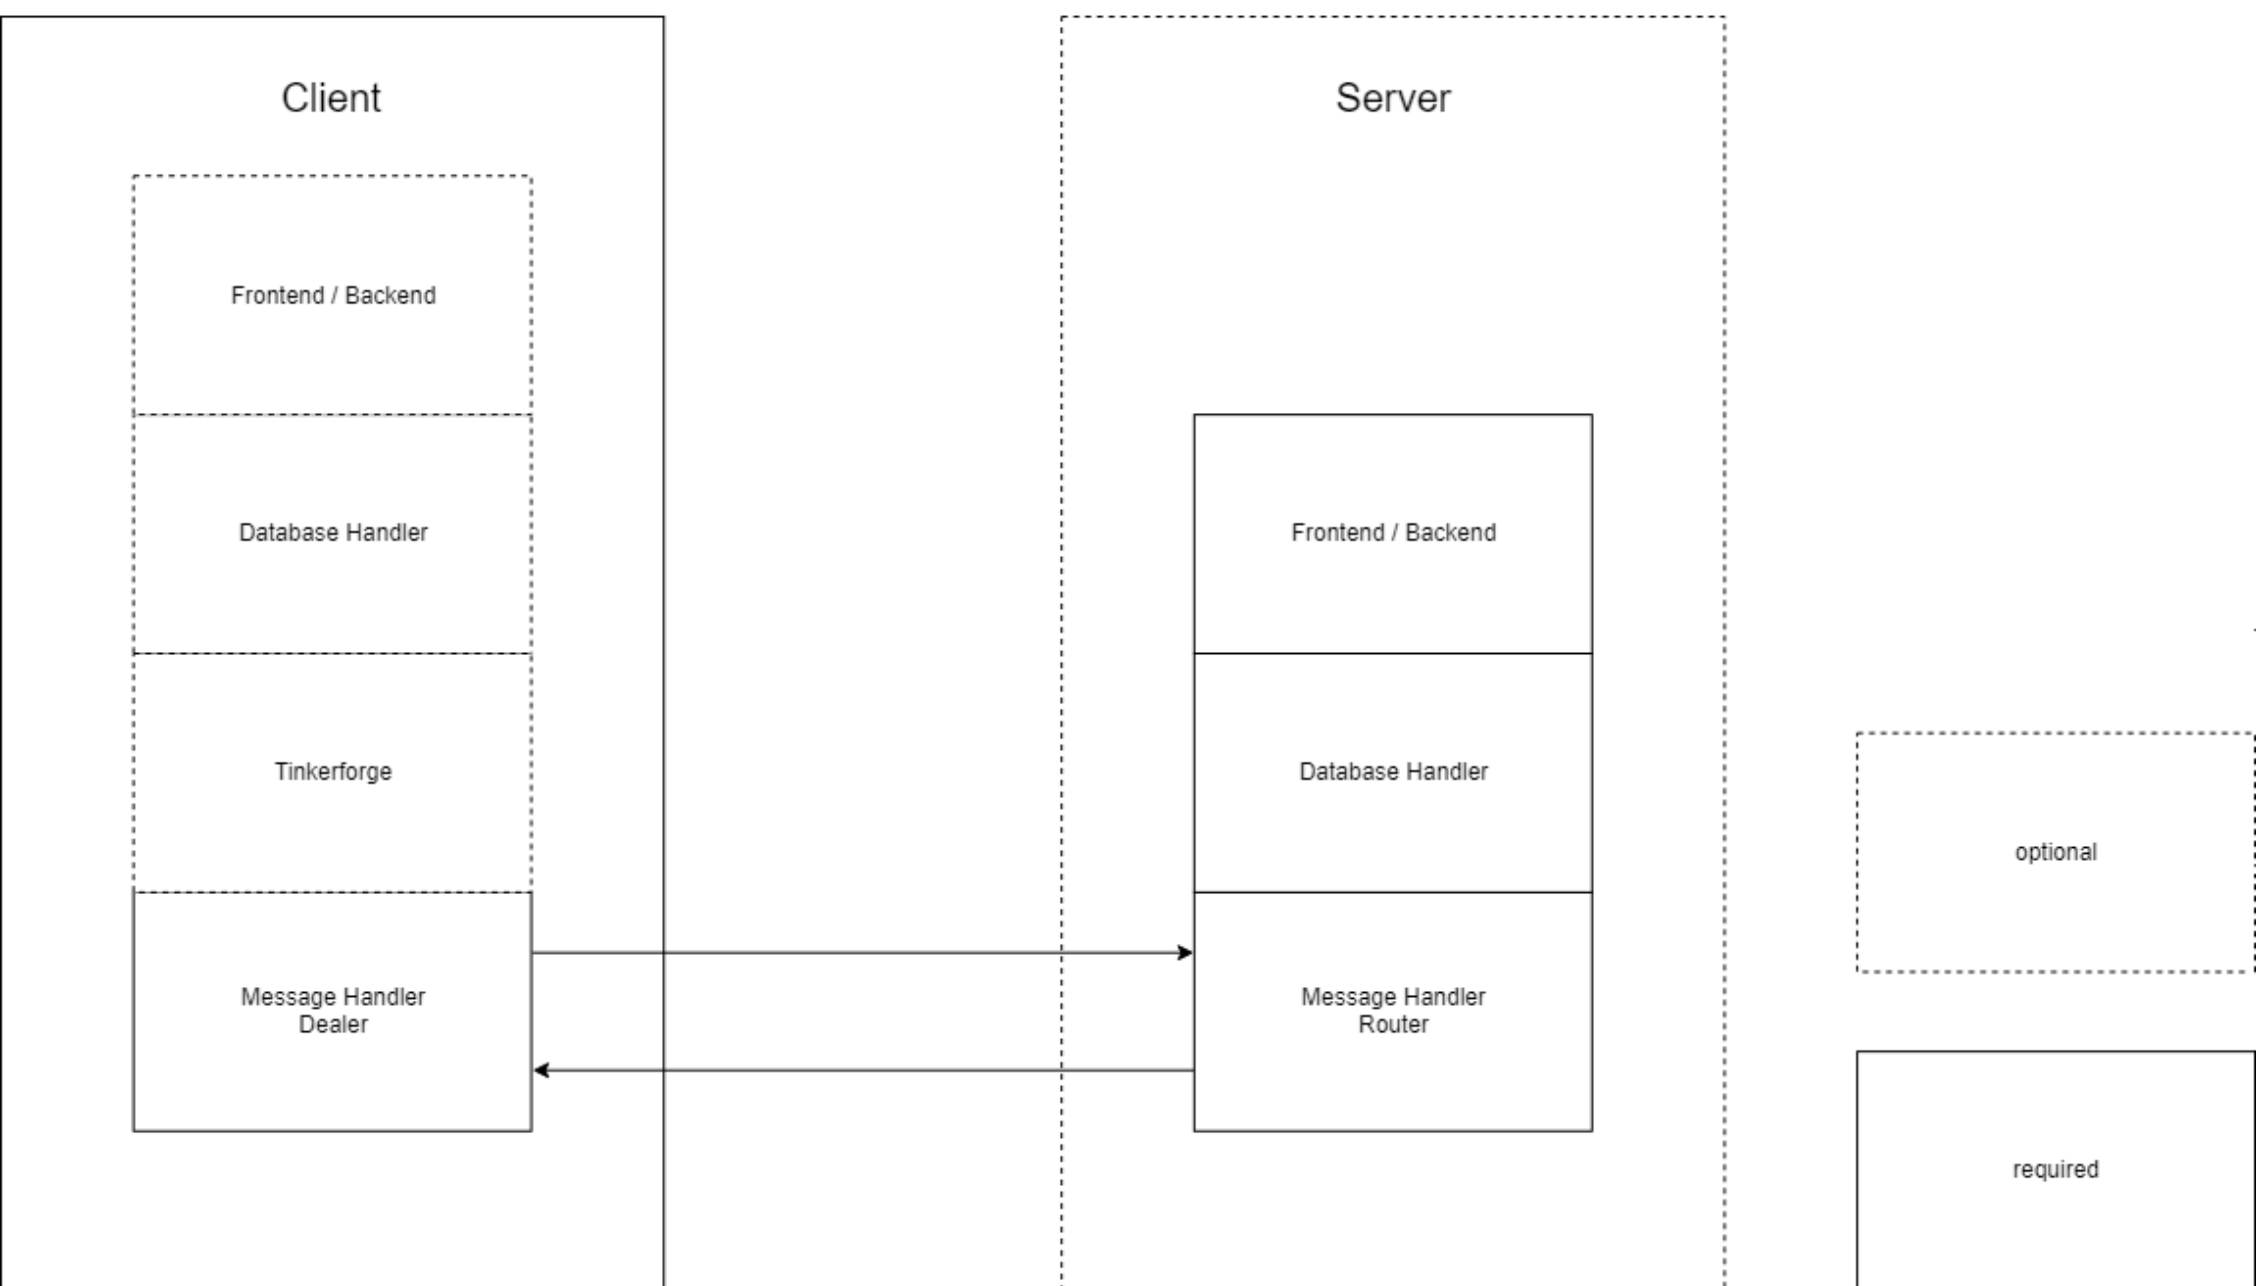 Client
Frontend / Backend
Database Handler
Tinkerforge
Message Handler
Dealer
Server
Frontend / Backend
Database Handler
Message Handler
Router
optional
required